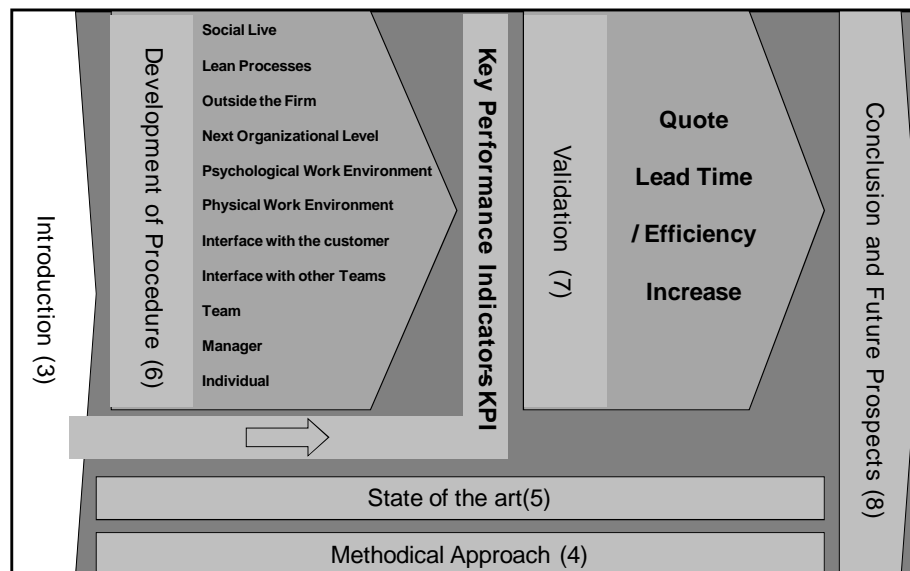 Introduction (3)
Development of Procedure (6)
Social Live
Lean Processes
Outside the Firm
Next Organizational Level
Psychological Work Environment
Physical Work Environment
Interface with the customer
Interface with other Teams
Team
Manager
Individual
Key Performance Indicators-KPI
Validation (7)
Quote
Lead Time
/ Efficiency
Increase
Conclusion and Future Prospects (8)
State of the art(5)
Methodical Approach (4)